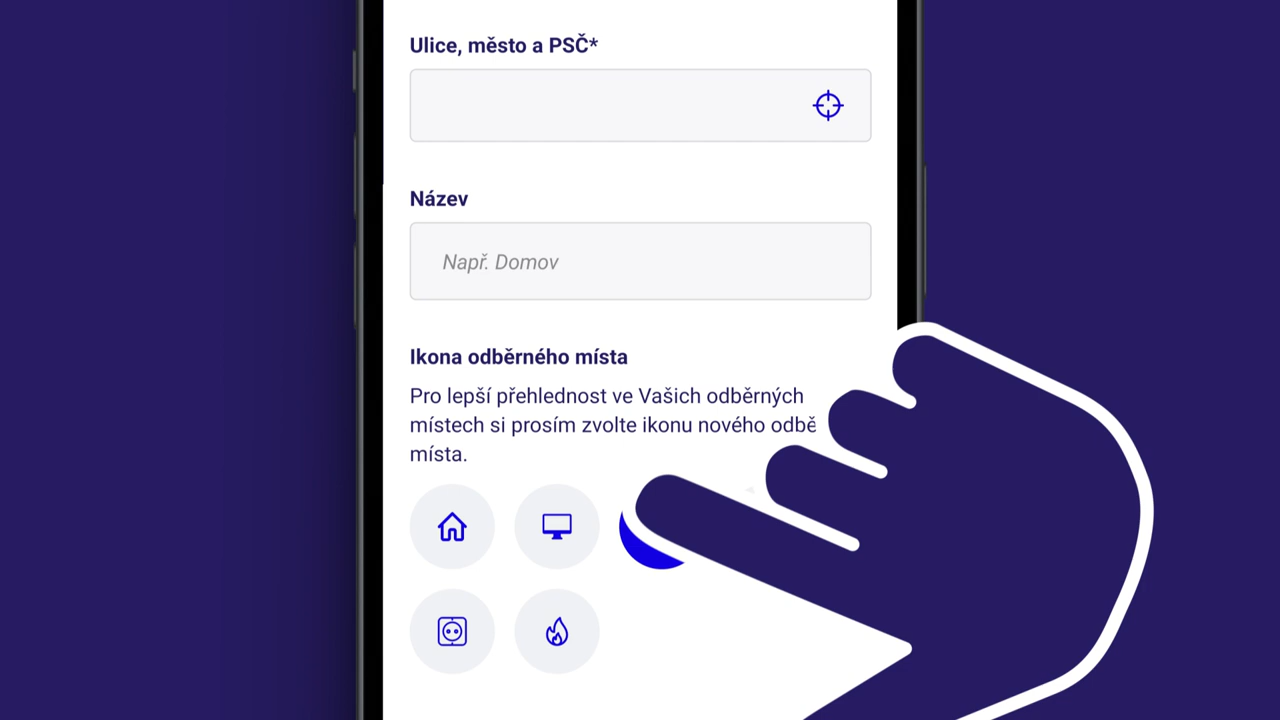 Ulice, město a PSČ*
Název
Např. Domov
Ikona odběrného místa
Pro lepší přehlednost ve Vašich odběrných
místech si prosím zvolte ikonu nového odbě
místa.